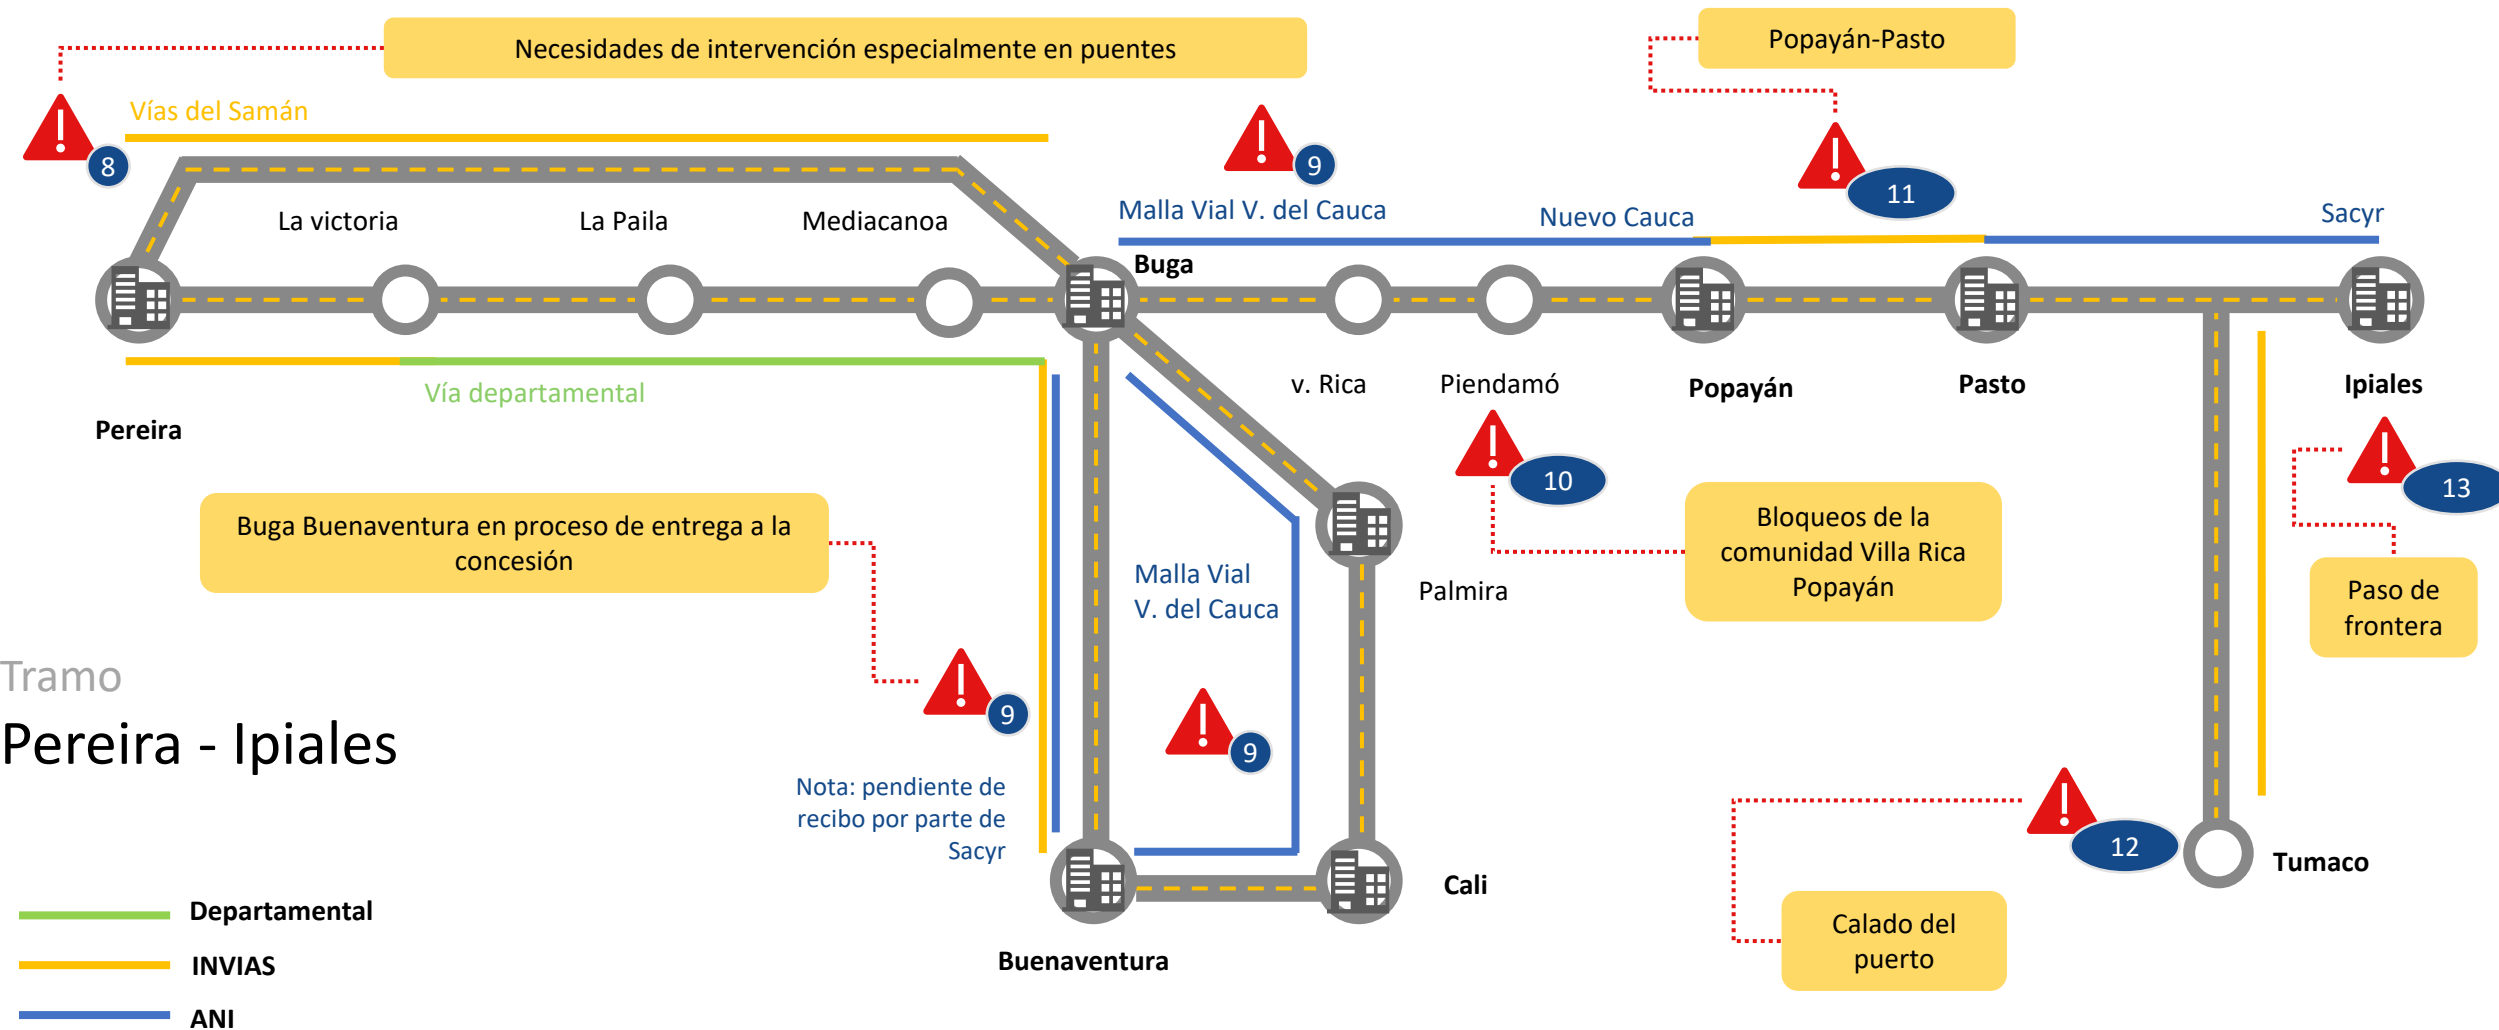 Necesidades de intervención especialmente en puentes
Popayán-Pasto
Vías del Samán
8
9
11
La victoria
La Paila
Mediacanoa
Malla Vial V. del Cauca
Nuevo Cauca
Sacyr
Buga
Vía departamental
Pereira
v. Rica
Piendamó
Popayán
Pasto
Ipiales
10
13
Buga Buenaventura en proceso de entrega a la
concesión
Bloqueos de la
comunidad Villa Rica
Popayán
Malla Vial
V. del Cauca
Palmira
Paso de
frontera
Tramo
Pereira - Ipiales
9
9
Nota: pendiente de
recibo por parte de
Sacyr
12
Tumaco
Cali
Calado del
puerto
Buenaventura
Departamental
INVIAS
ANI